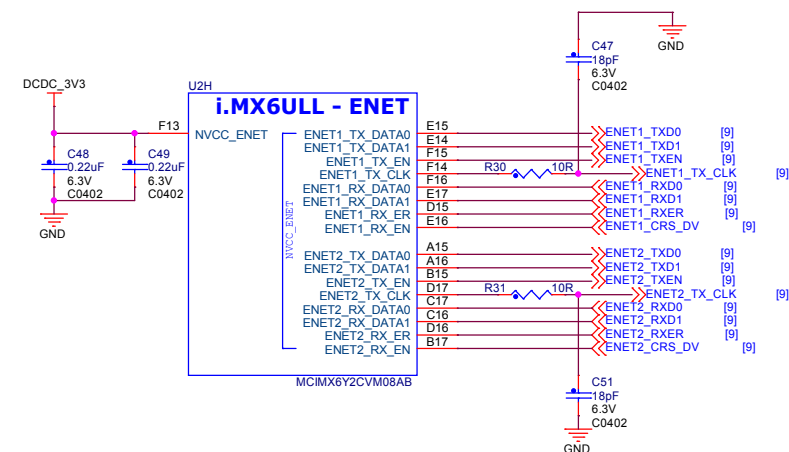 C47
18pF
6.3V
C0402
GND
DCDC_3V3
U2H
i.MX6ULL - ENET
F13
NVCC_ENET
NVCC_ENET
C48
0.22uF
6.3V
C0402
C49
0.22uF
6.3V
C0402
GND
ENET1_TX_DATA0 E15 ENET1_TXD0 [9]
ENET1_TX_DATA1 E14 ENET1_TXD1 [9]
ENET1_TX_EN F15 ENET1_TXEN [9]
ENET1_TX_CLK F14 R30 10R ENET1_TX_CLK [9]
ENET1_RX_DATA0 F16 ENET1_RXD0 [9]
ENET1_RX_DATA1 E17 ENET1_RXD1 [9]
ENET1_RX_ER D15 ENET1_RXER [9]
ENET1_RX_EN E16 ENET1_CRS_DV [9]
ENET2_TX_DATA0 A15 ENET2_TXD0 [9]
ENET2_TX_DATA1 A16 ENET2_TXD1 [9]
ENET2_TX_EN B15 ENET2_TXEN [9]
ENET2_TX_CLK D17 R31 10R ENET2_TX_CLK [9]
ENET2_RX_DATA0 C17 ENET2_RXD0 [9]
ENET2_RX_DATA1 C16 ENET2_RXD1 [9]
ENET2_RX_ER D16 ENET2_RXER [9]
ENET2_RX_EN B17 ENET2_CRS_DV [9]
MCIMX6Y2CVM08AB
C51
18pF
6.3V
C0402
GND